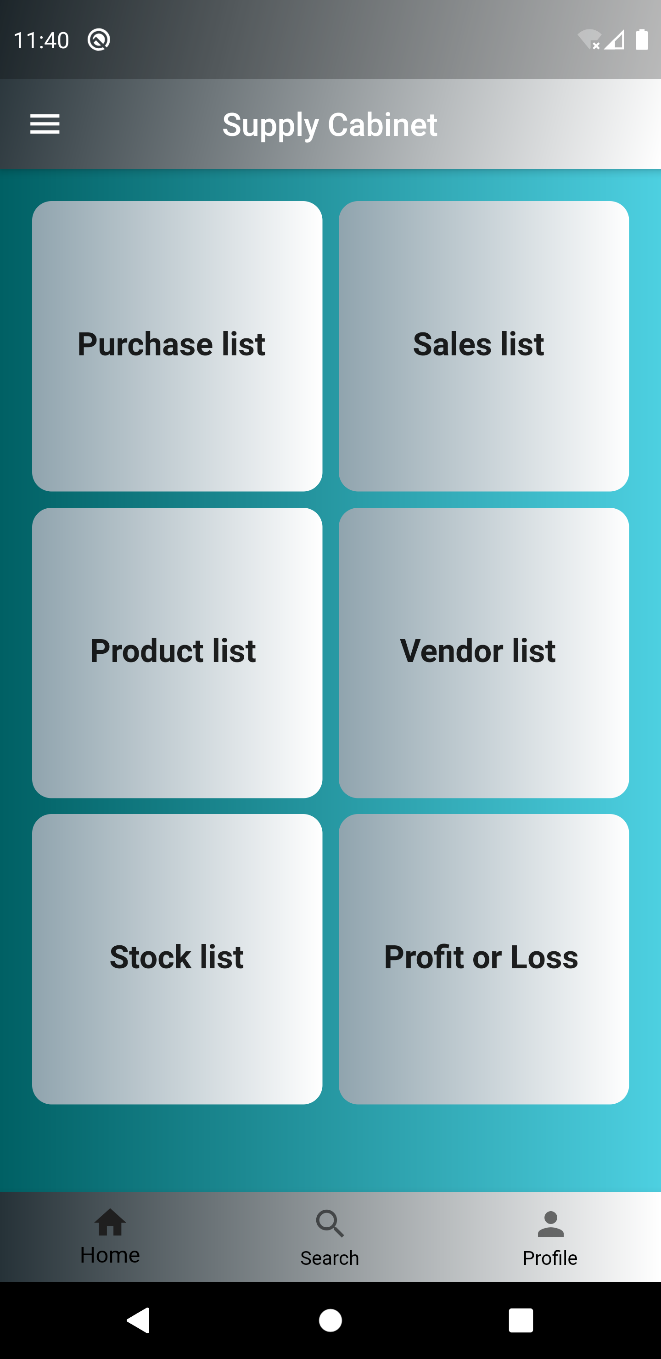 11:40
Supply Cabinet
Purchase list
Sales list
Product list
Vendor list
Stock list
Profit or Loss
Home
Search
Profile